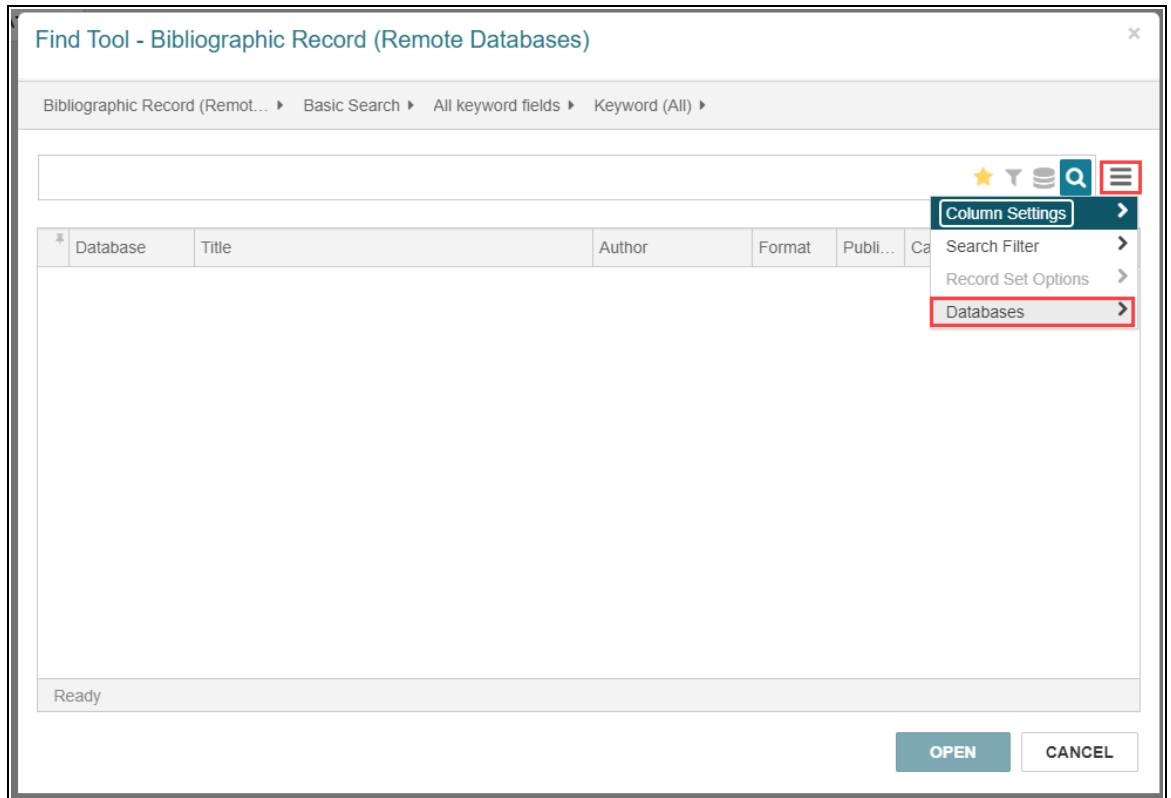 Find Tool - Bibliographic Record (Remote Databases)
Bibliographic Record (Remot... Basic Search All keyword fields Keyword (All)
Column Settings
Database Title Author Format Publi... Ca
Search Filter
Record Set Options
Databases
Ready
OPEN CANCEL